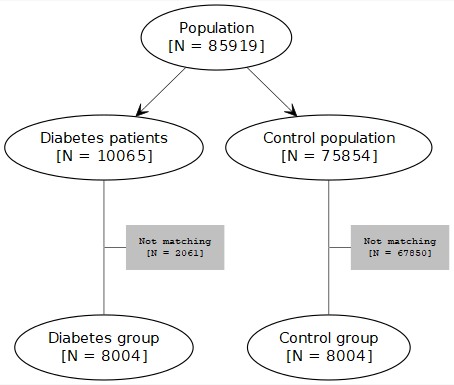 Population
[N = 85919]
Diabetes patients
[N = 10065]
Control population
[N = 75854]
Not matching
[N = 2061]
Not matching
[N = 67850]
Diabetes group
[N = 8004]
Control group
[N = 8004]